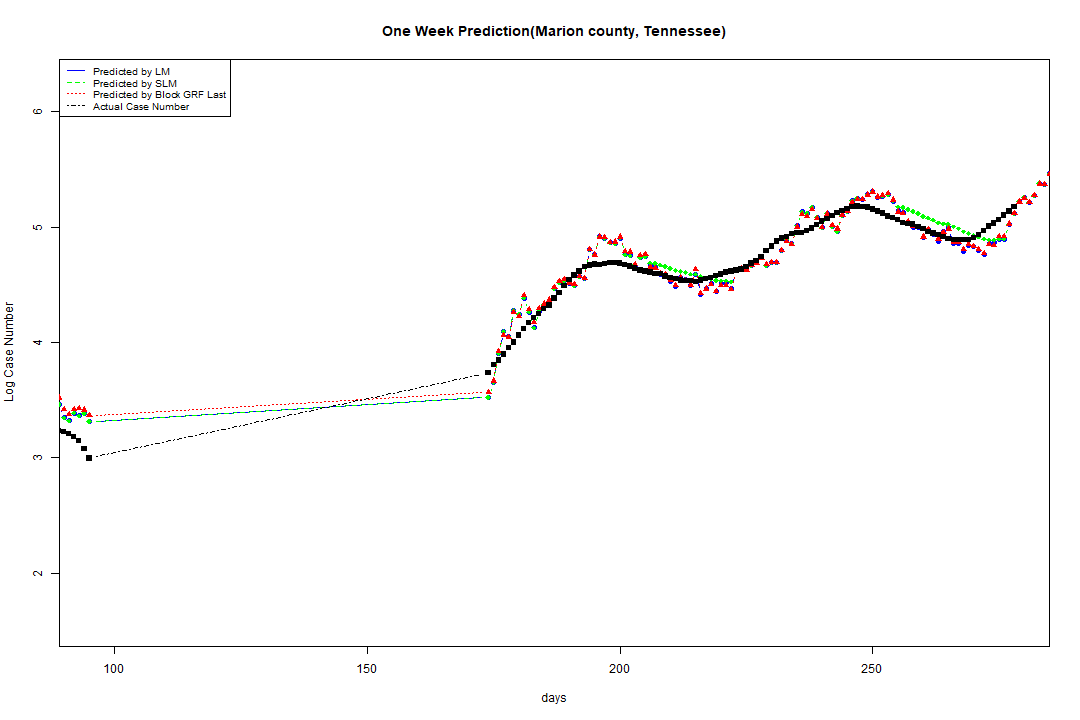 One Week Prediction(Marion county, Tennessee)
Predicted by LM
Predicted by SLM
Predicted by Block GRF Last
Actual Case Number
6
5
4
3
2
Log Case Number
100
150
200
250
days